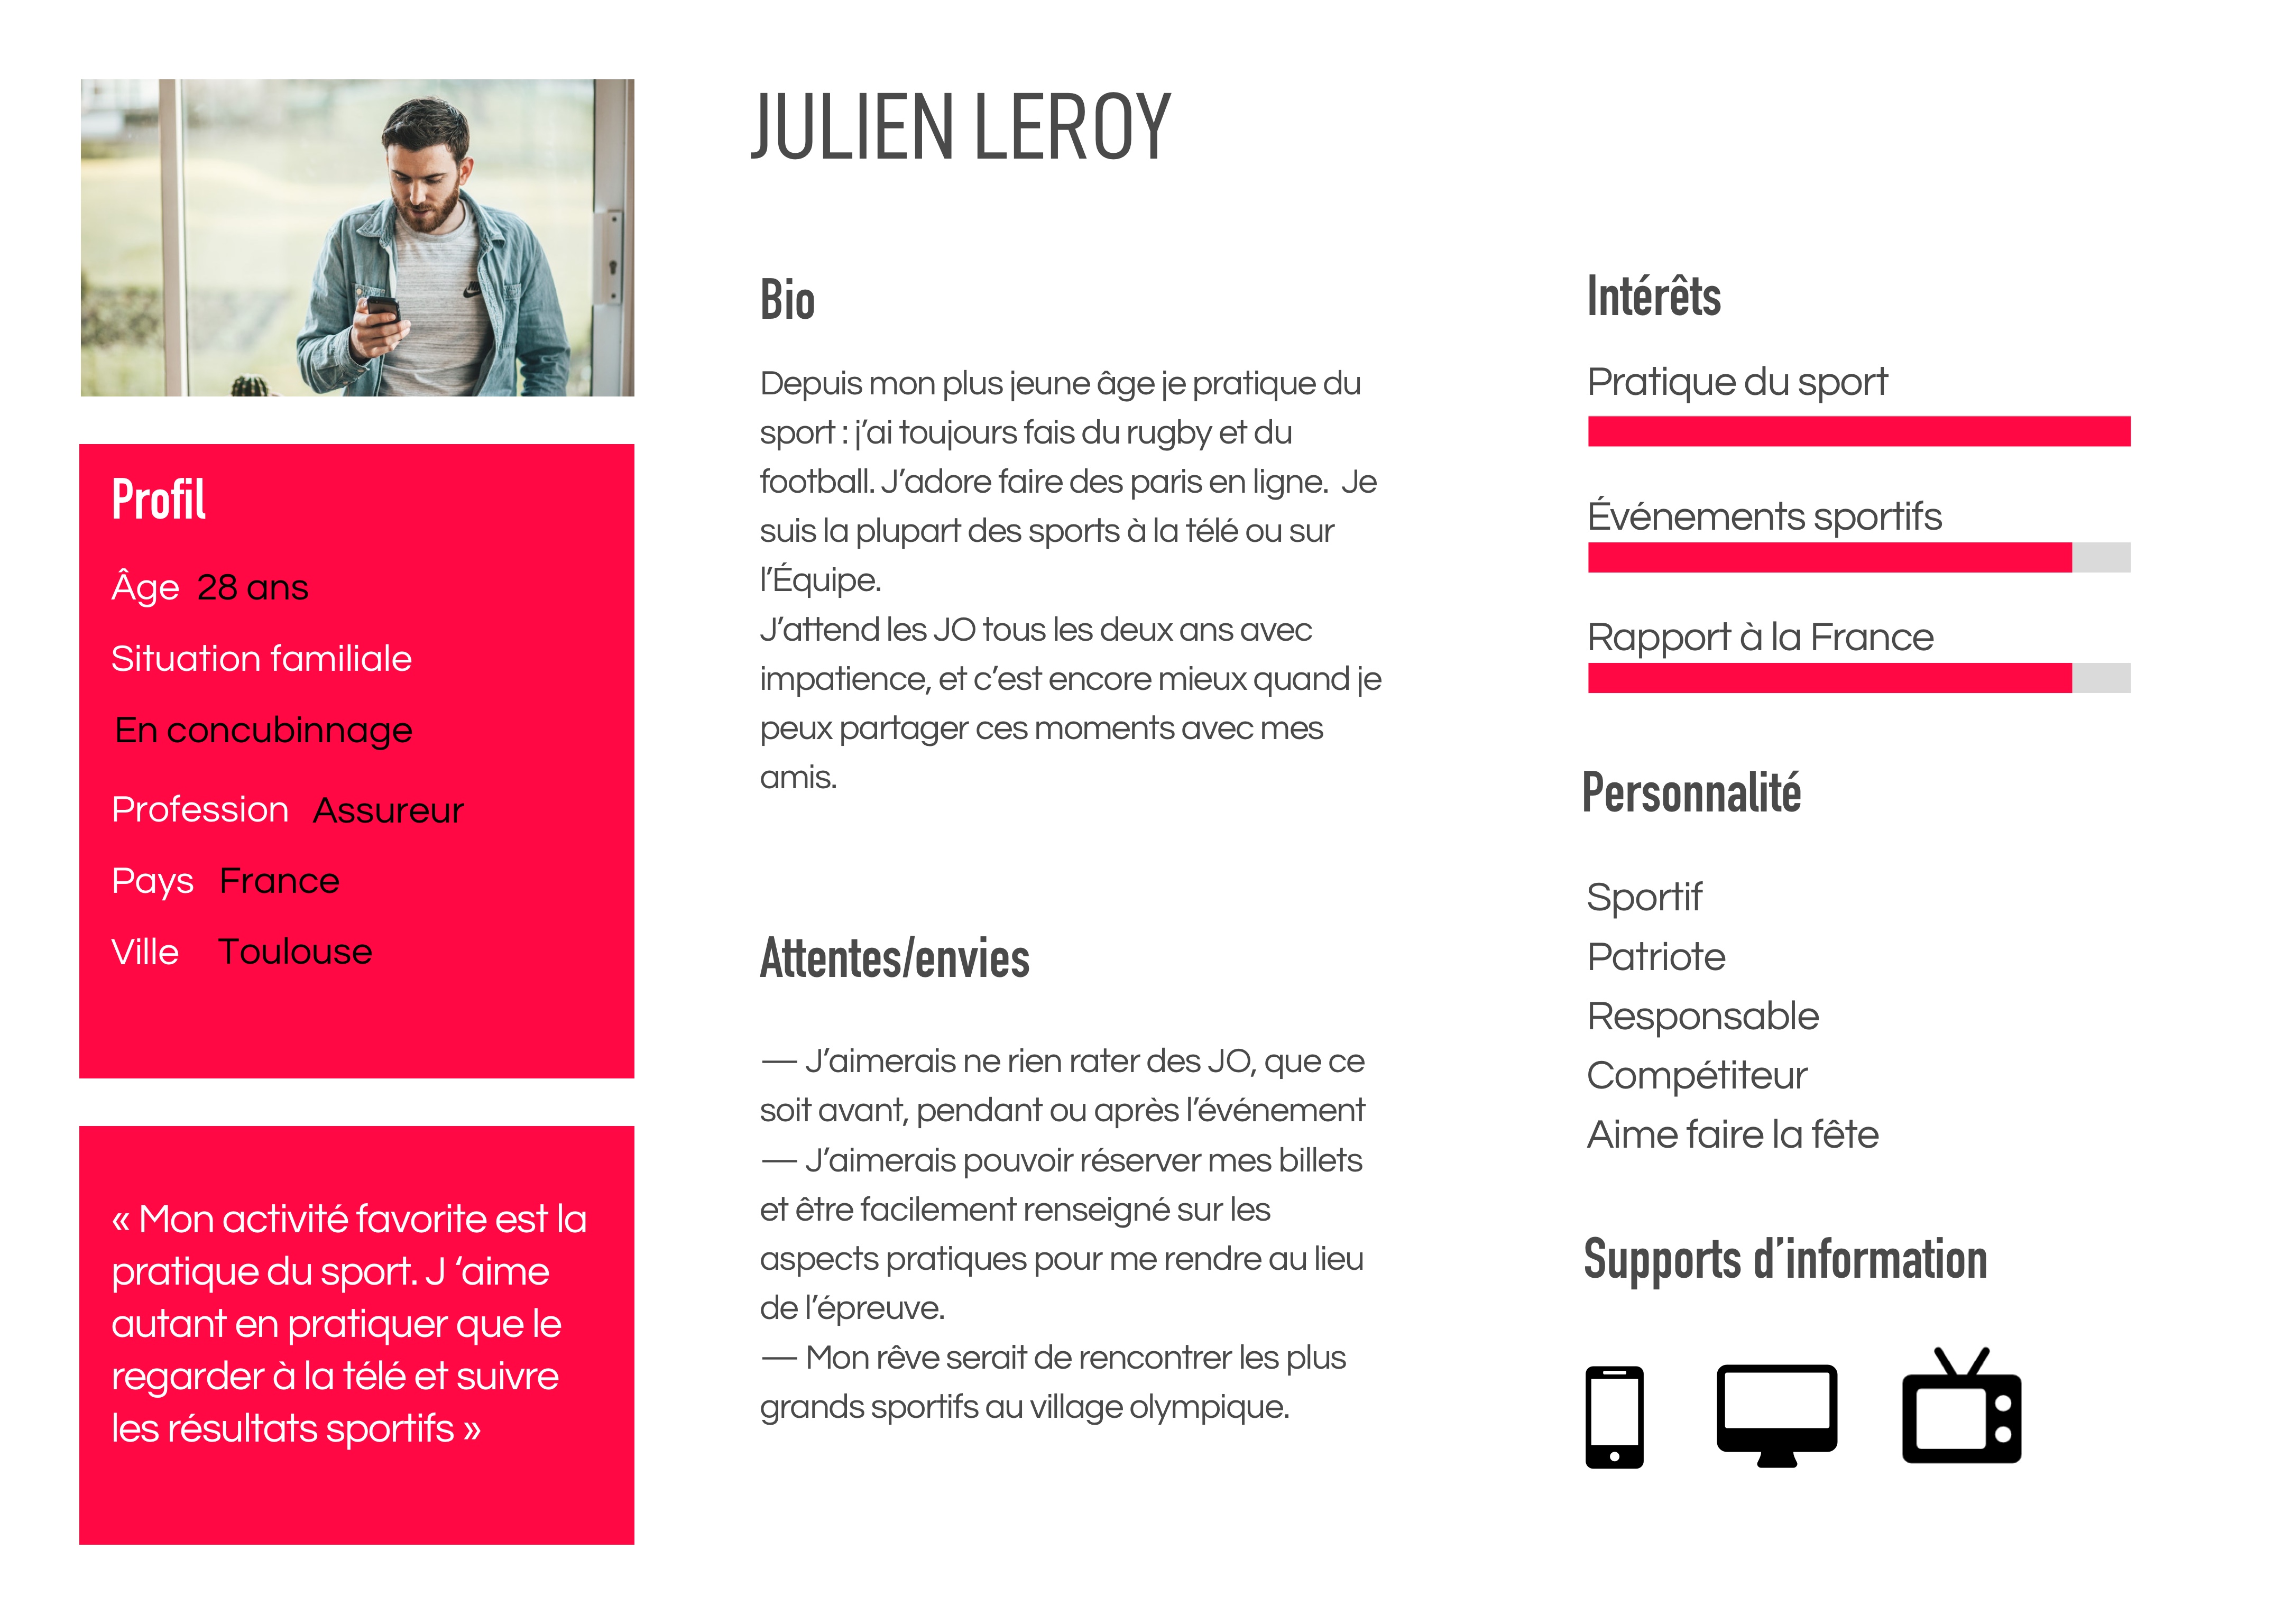 JULIEN LEROY
Profil
Âge 28 ans
Situation familiale
En concubinnage
Profession Assureur
Pays France
Ville Toulouse
« Mon activité favorite est la
pratique du sport. J ‘aime
autant en pratiquer que le
regarder à la télé et suivre
les résultats sportifs »
Bio
Depuis mon plus jeune âge je pratique du
sport : j’ai toujours fais du rugby et du
football. J’adore faire des paris en ligne.  Je
suis la plupart des sports à la télé ou sur
l’Équipe.
J’attend les JO tous les deux ans avec
impatience, et c’est encore mieux quand je
peux partager ces moments avec mes
amis.
Attentes/envies
— J’aimerais ne rien rater des JO, que ce
soit avant, pendant ou après l’événement
— J’aimerais pouvoir réserver mes billets
et être facilement renseigné sur les
aspects pratiques pour me rendre au lieu
de l’épreuve.
— Mon rêve serait de rencontrer les plus
grands sportifs au village olympique.
Intérêts
Pratique du sport
Événements sportifs
Rapport à la France
Personnalité
Sportif
Patriote
Responsable
Compétiteur
Aime faire la fête
Supports d’information